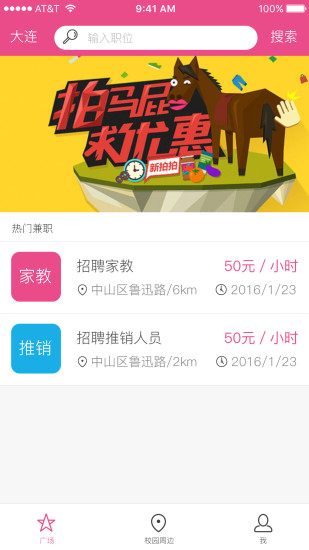 AT&T 9:41 AM 100%
大连 输入职位 搜索
拍马屁
求优惠
新拍拍
热门兼职
家教 招聘家教 50元 / 小时
中山区鲁迅路/6km 2016/1/23
推销 招聘推销人员 50元 / 小时
中山区鲁迅路/2km 2016/1/23
广场 校园周边 我